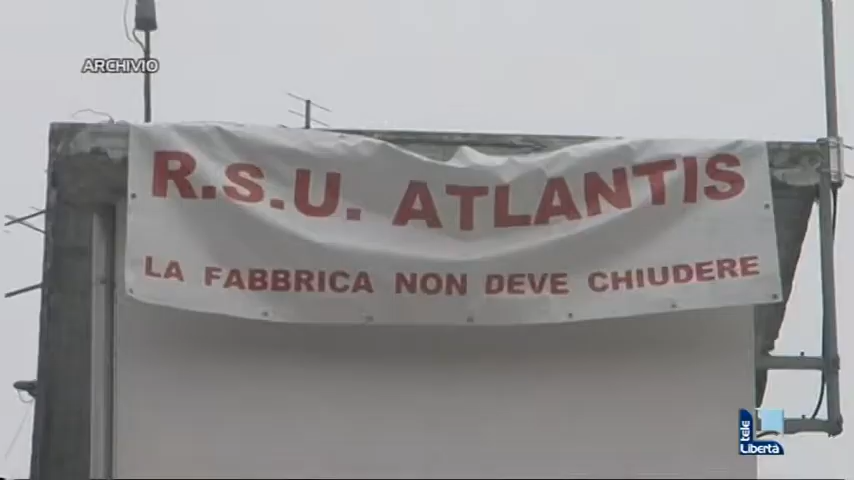 ARCHIVIO
R.S.U. ATLANTIS
LA FABBRICA NON DEVE CHIUDERE
tele
Libertà